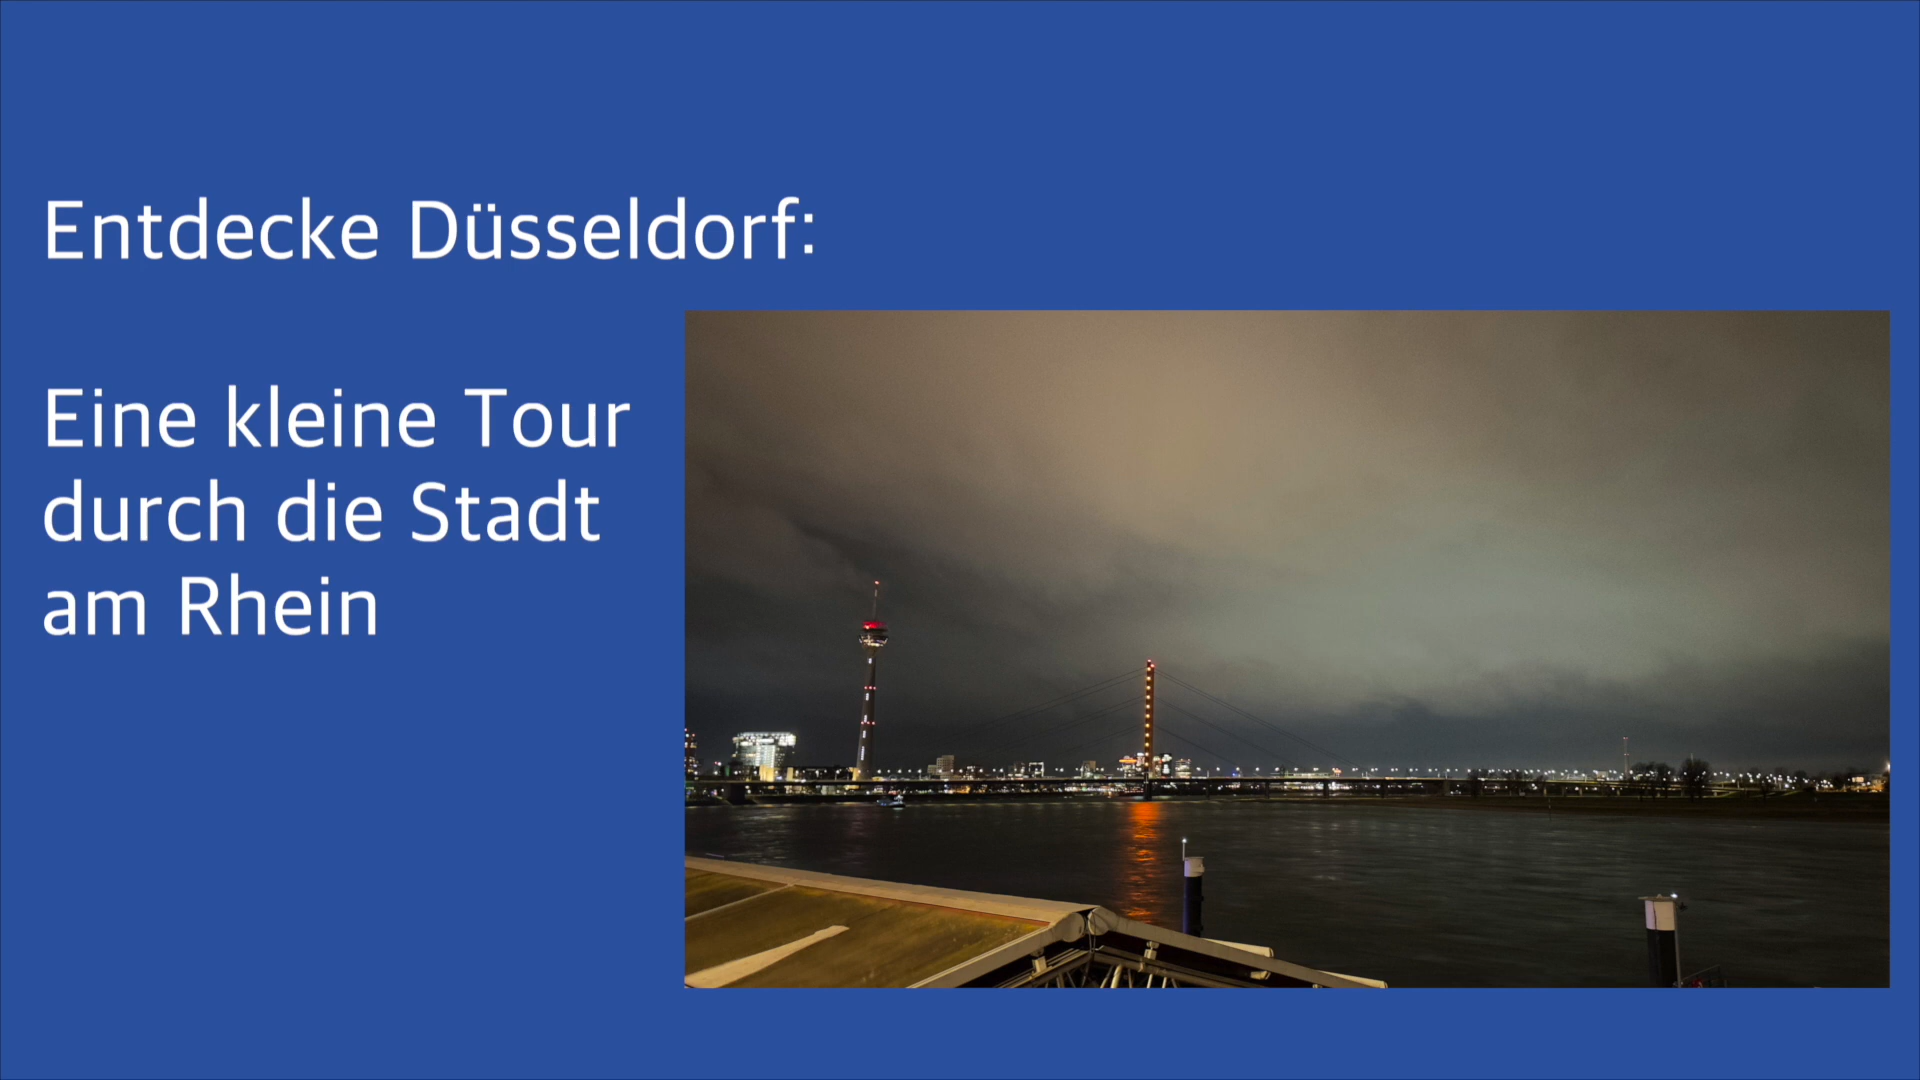 Entdecke Düsseldorf:
Eine kleine Tour
durch die Stadt
am Rhein